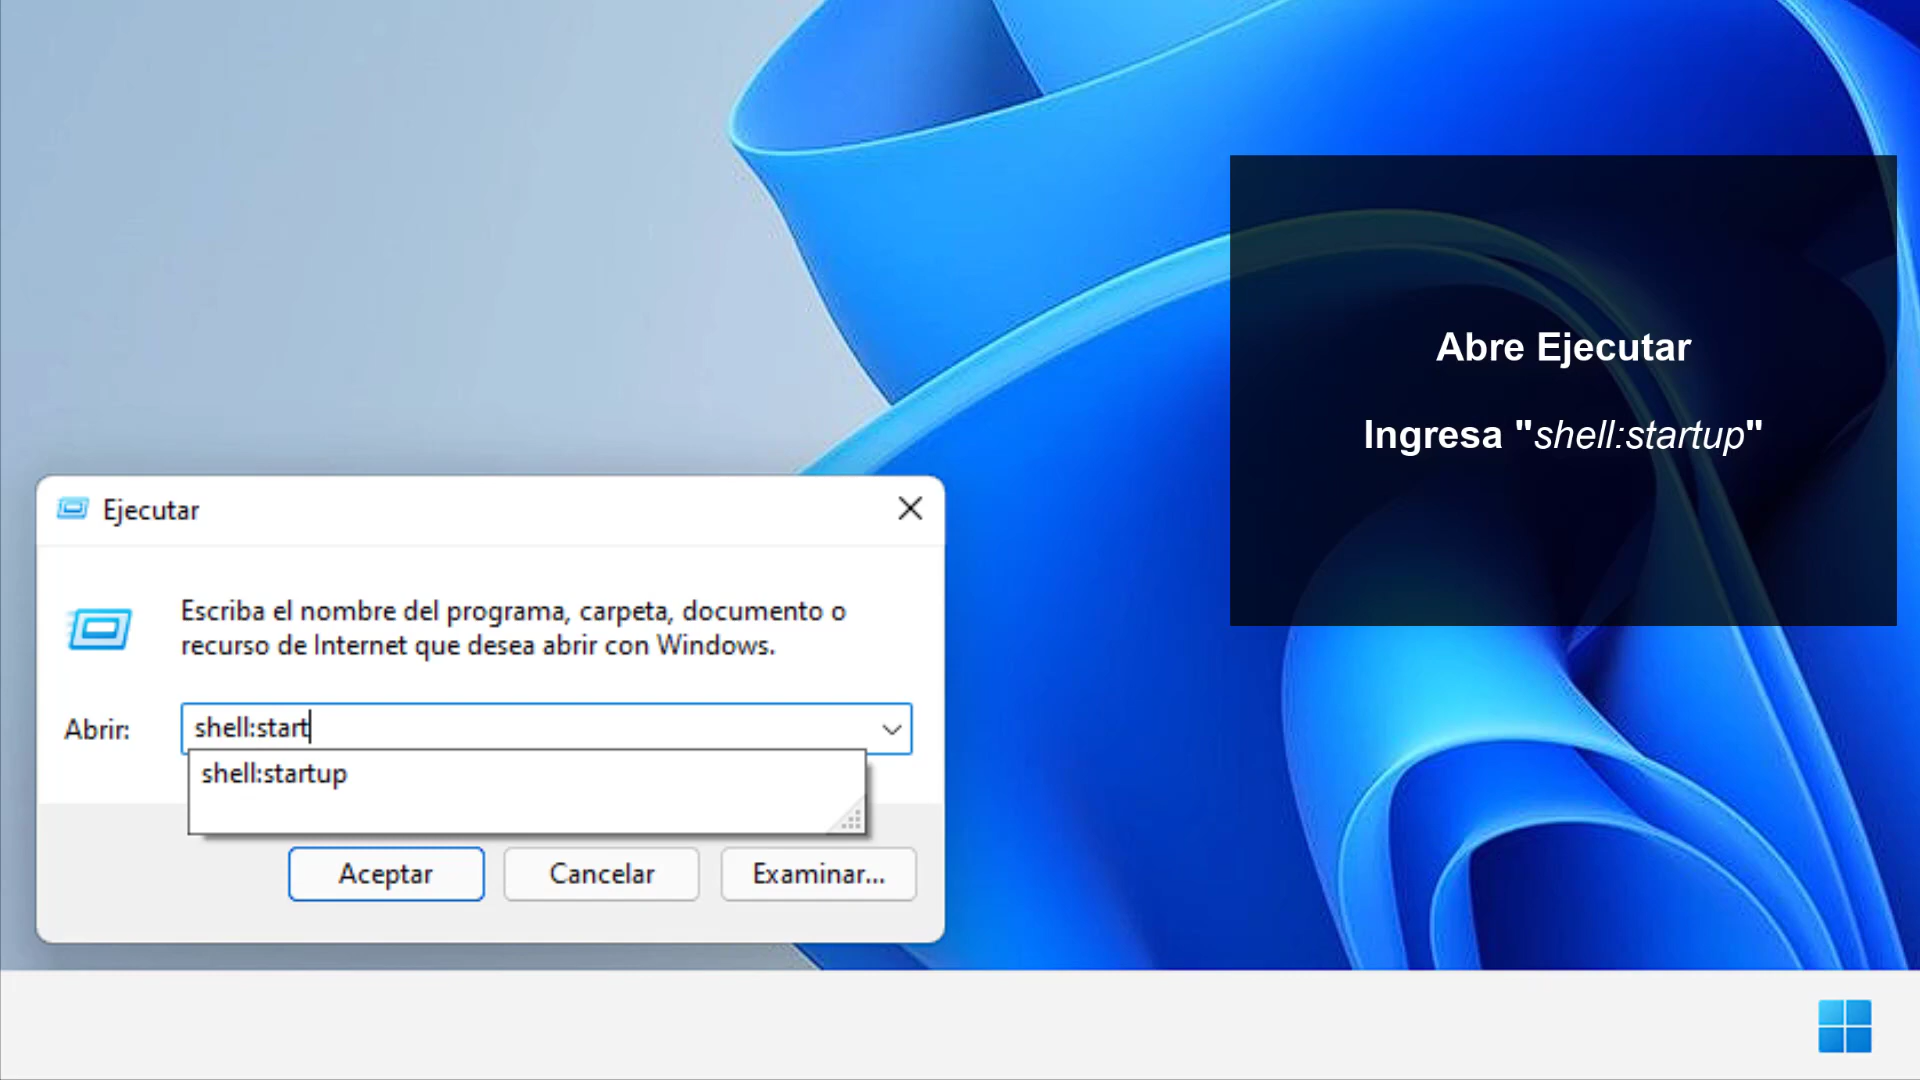 Abre Ejecutar
Ingresa "shell:startup"
Ejecutar
Escriba el nombre del programa, carpeta, documento o
recurso de Internet que desea abrir con Windows.
Abrir:
shell:start
shell:startup
Aceptar
Cancelar
Examinar...